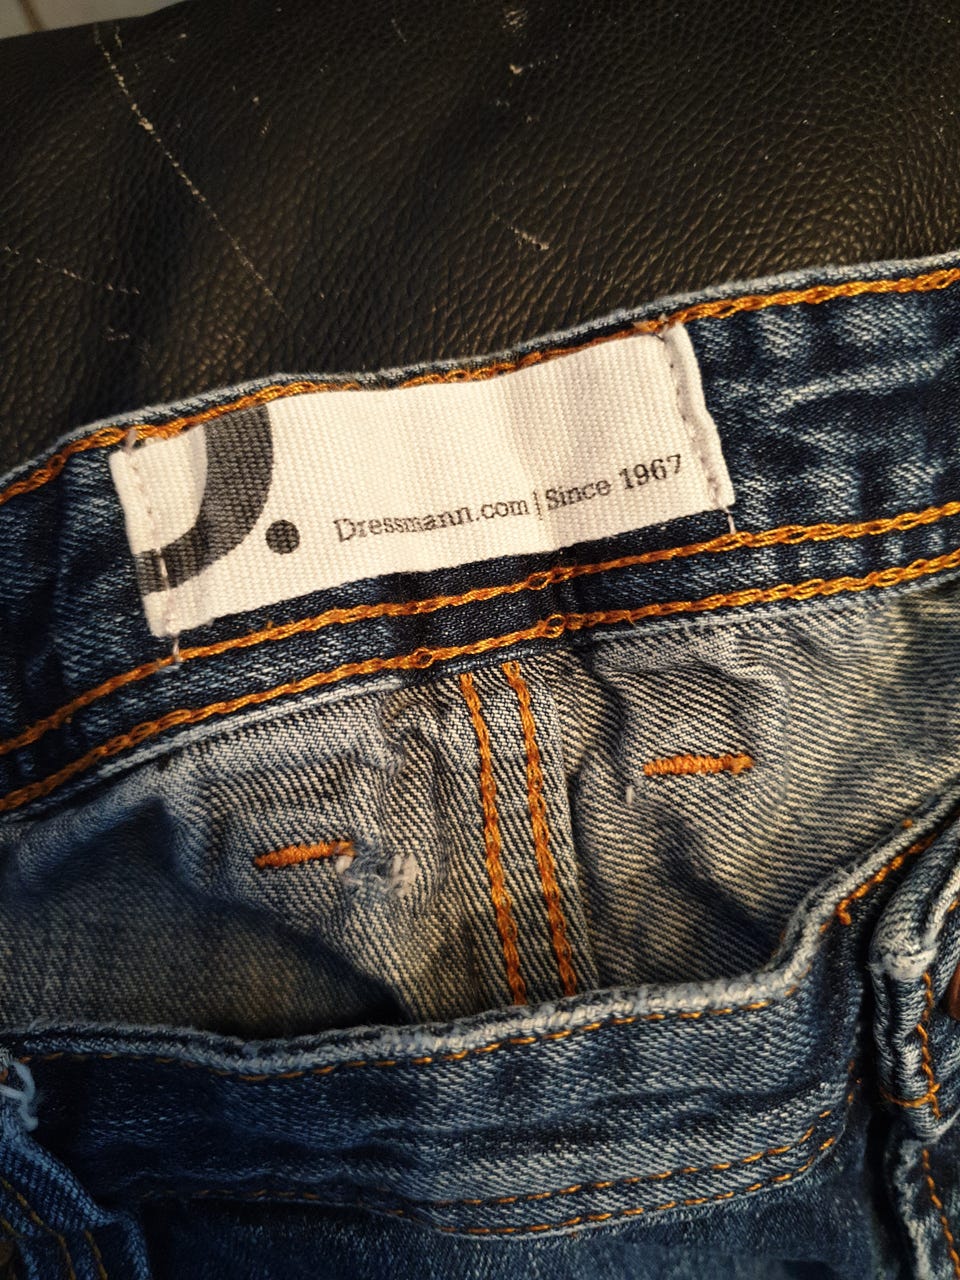 D.
Dressmann.com | Since 1967